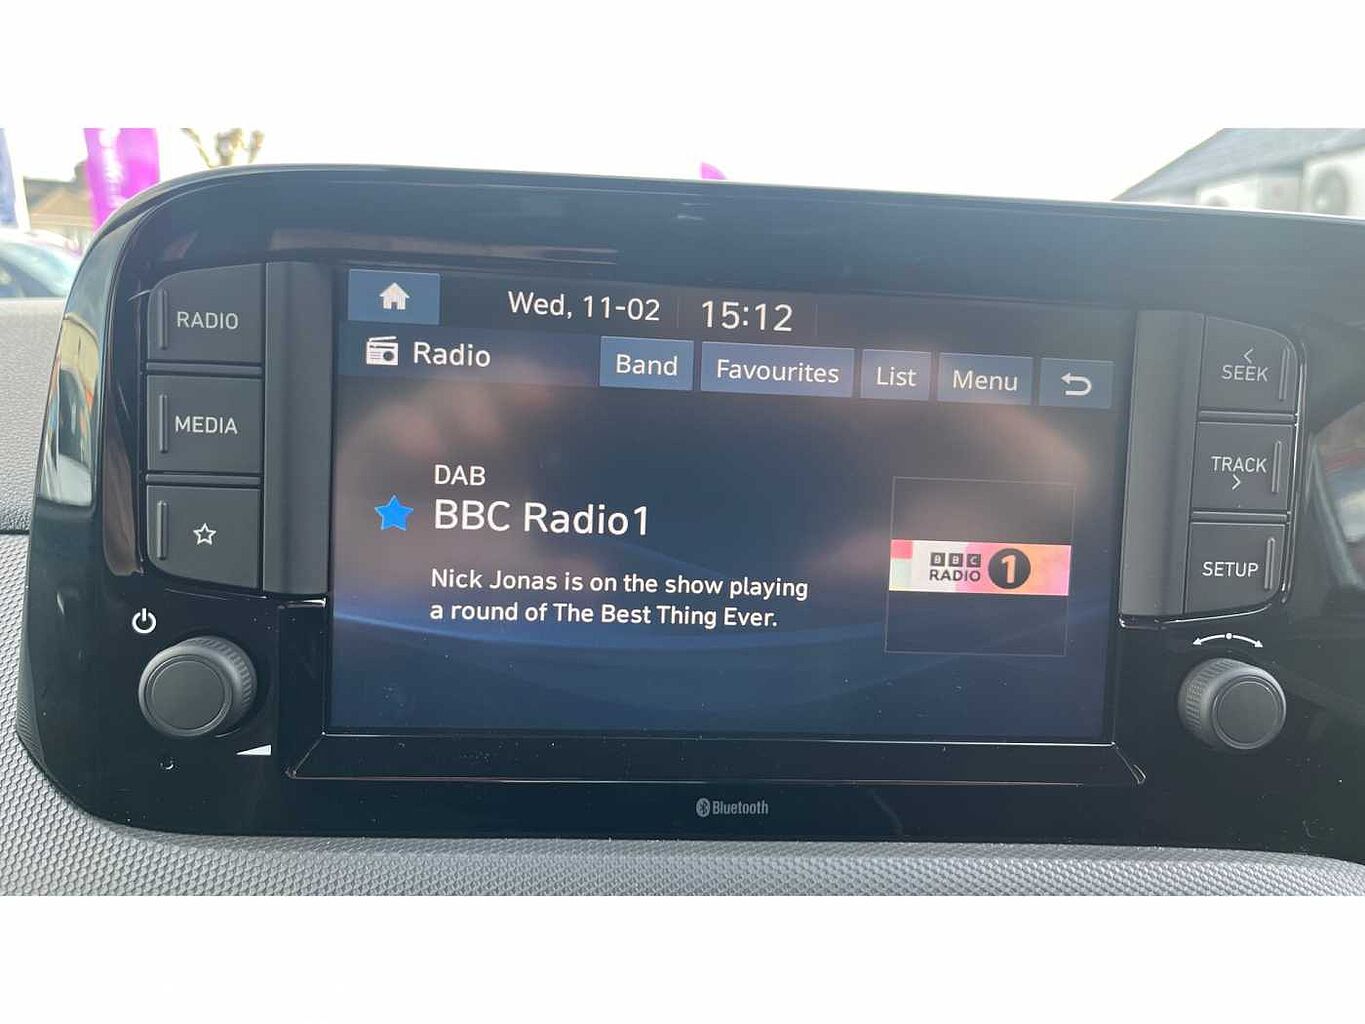 RADIO
MEDIA
Wed, 11-02 15:12
Radio
Band
Favourites
List
Menu
DAB
BBC Radio1
Nick Jonas is on the show playing
a round of The Best Thing Ever.
BBC
RADIO 1
SEEK
TRACK
SETUP
Bluetooth